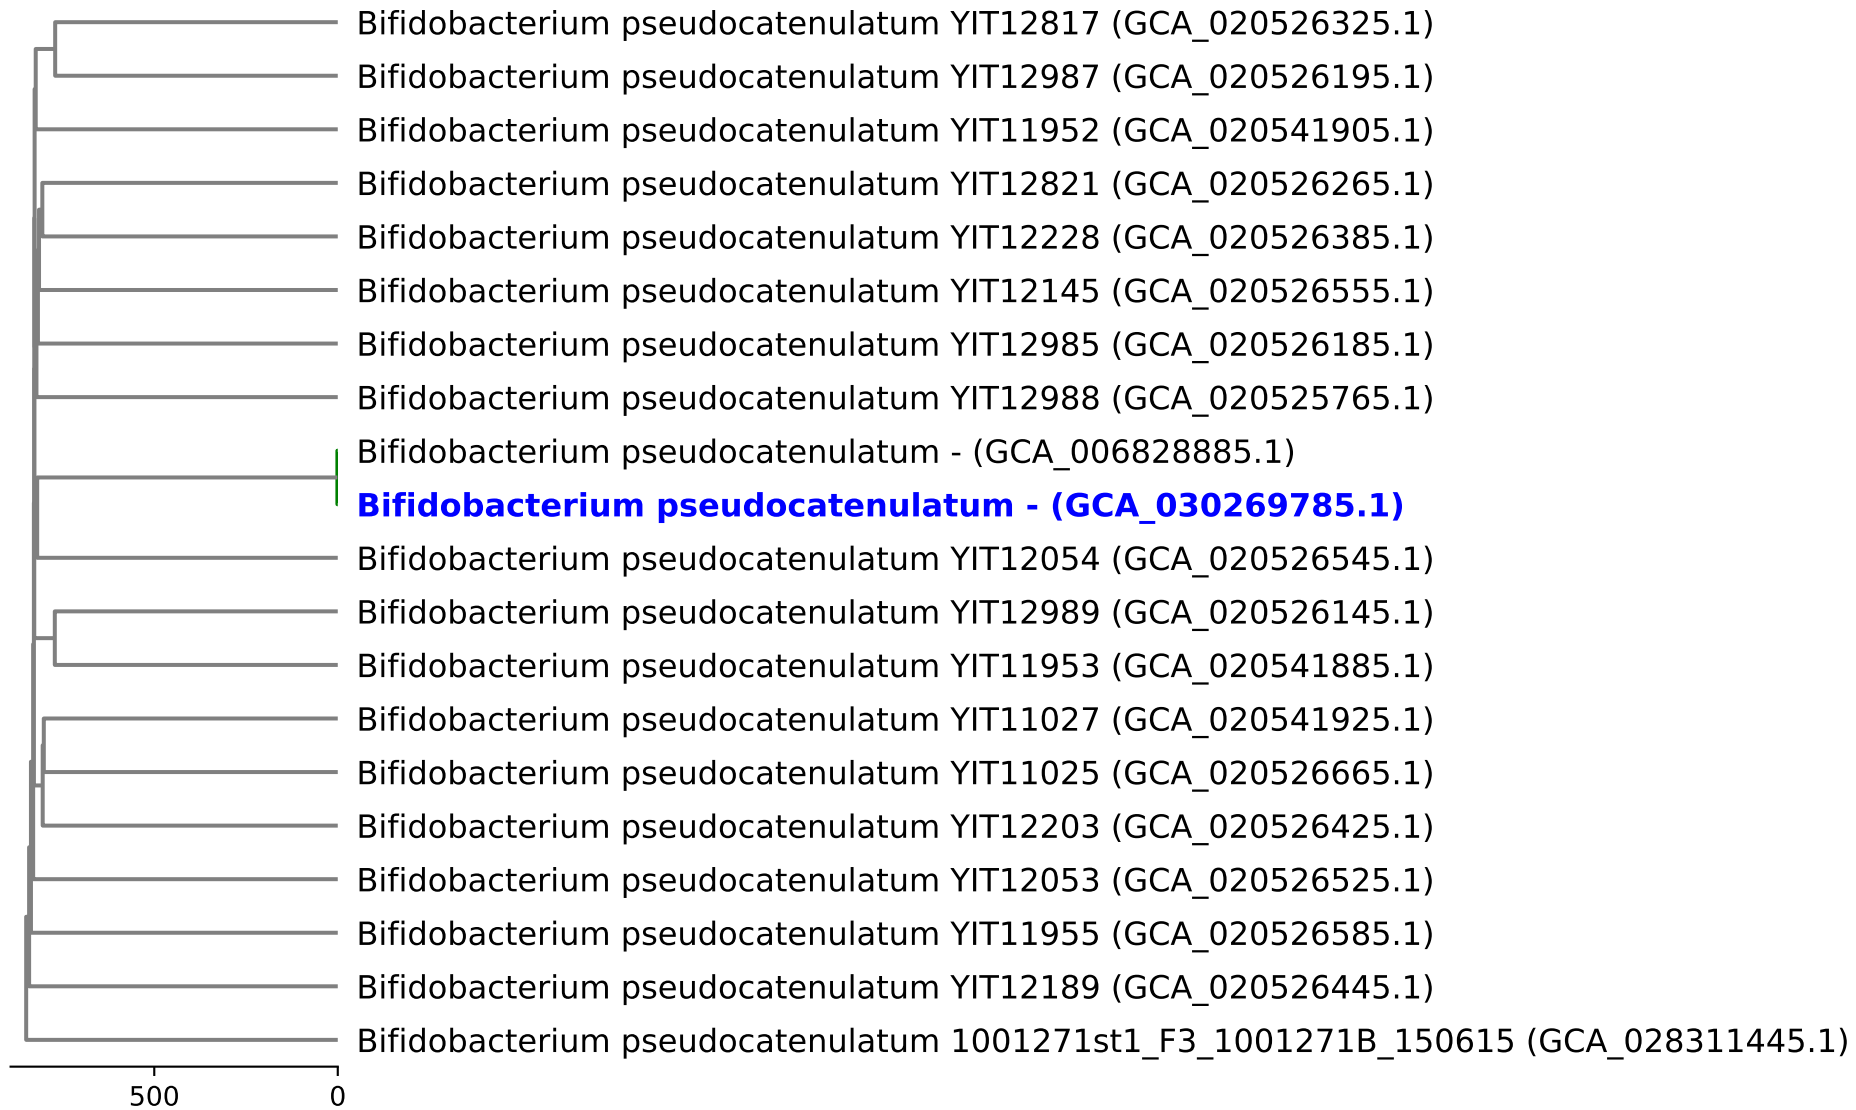 Bifidobacterium pseudocatenulatum YIT12817 (GCA_020526325.1)
Bifidobacterium pseudocatenulatum YIT12987 (GCA_020526195.1)
Bifidobacterium pseudocatenulatum YIT11952 (GCA_020541905.1)
Bifidobacterium pseudocatenulatum YIT12821 (GCA_020526265.1)
Bifidobacterium pseudocatenulatum YIT12228 (GCA_020526385.1)
Bifidobacterium pseudocatenulatum YIT12145 (GCA_020526555.1)
Bifidobacterium pseudocatenulatum YIT12985 (GCA_020526185.1)
Bifidobacterium pseudocatenulatum YIT12988 (GCA_020525765.1)
Bifidobacterium pseudocatenulatum - (GCA_006828885.1)
Bifidobacterium pseudocatenulatum - (GCA_030269785.1)
Bifidobacterium pseudocatenulatum YIT12054 (GCA_020526545.1)
Bifidobacterium pseudocatenulatum YIT12989 (GCA_020526145.1)
Bifidobacterium pseudocatenulatum YIT11953 (GCA_020541885.1)
Bifidobacterium pseudocatenulatum YIT11027 (GCA_020541925.1)
Bifidobacterium pseudocatenulatum YIT11025 (GCA_020526665.1)
Bifidobacterium pseudocatenulatum YIT12203 (GCA_020526425.1)
Bifidobacterium pseudocatenulatum YIT12053 (GCA_020526525.1)
Bifidobacterium pseudocatenulatum YIT11955 (GCA_020526585.1)
Bifidobacterium pseudocatenulatum YIT12189 (GCA_020526445.1)
Bifidobacterium pseudocatenulatum 1001271st1_F3_1001271B_150615 (GCA_028311445.1)
500 0